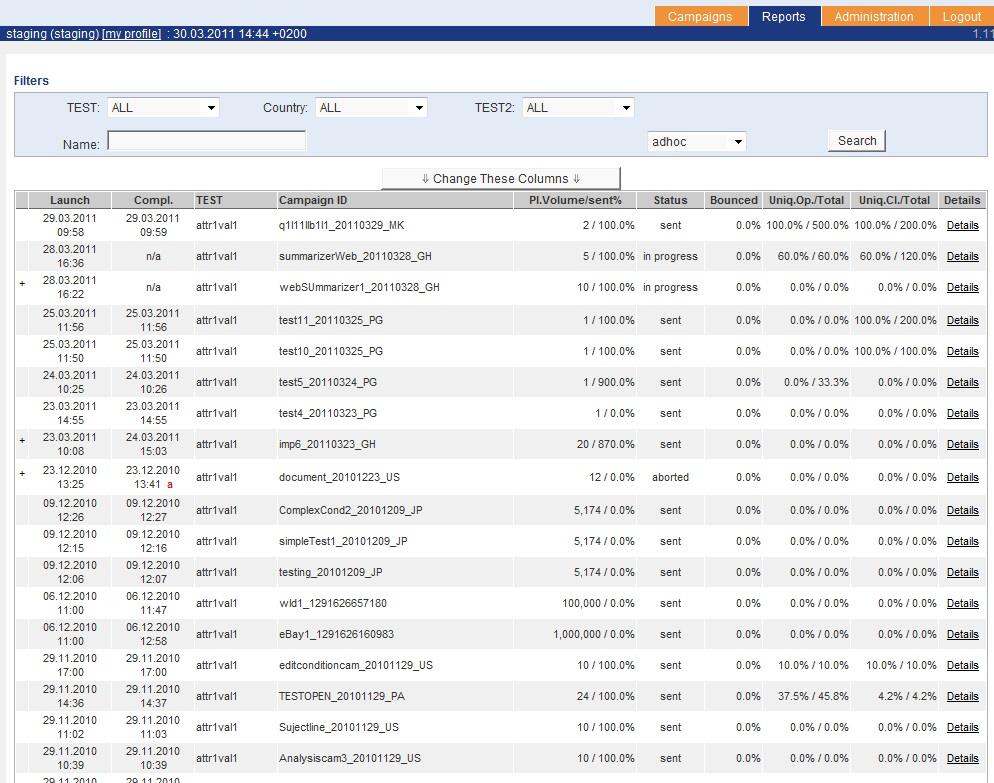 Campaigns Reports Administration Logout
staging (staging) [my profile] : 30.03.2011 14:44 +0200 1.11
Filters
TEST: ALL Country: ALL TEST2: ALL
Name: adhoc Search
⇓ Change These Columns ⇓
Launch Compl. TEST Campaign ID Pl.Volume/sent% Status Bounced Uniq.Op./Total Uniq.Cl./Total Details
29.03.2011 09:58 29.03.2011 09:59 attr1val1 q1l11llb1l1_20110329_MK 2 / 100.0% sent 0.0% 100.0% / 500.0% 100.0% / 200.0% Details
28.03.2011 16:36 n/a attr1val1 summarizerWeb_20110328_GH 5 / 100.0% in progress 0.0% 60.0% / 60.0% 60.0% / 120.0% Details
+ 28.03.2011 16:22 n/a attr1val1 webSUmmarizer1_20110328_GH 10 / 100.0% in progress 0.0% 0.0% / 0.0% 0.0% / 0.0% Details
25.03.2011 11:56 25.03.2011 11:56 attr1val1 test11_20110325_PG 1 / 100.0% sent 0.0% 0.0% / 0.0% 100.0% / 200.0% Details
25.03.2011 11:50 25.03.2011 11:50 attr1val1 test10_20110325_PG 1 / 100.0% sent 0.0% 0.0% / 0.0% 100.0% / 100.0% Details
24.03.2011 10:25 24.03.2011 10:26 attr1val1 test5_20110324_PG 1 / 900.0% sent 0.0% 0.0% / 33.3% 0.0% / 0.0% Details
23.03.2011 14:55 23.03.2011 14:55 attr1val1 test4_20110323_PG 1 / 0.0% sent 0.0% 0.0% / 0.0% 0.0% / 0.0% Details
+ 23.03.2011 10:08 24.03.2011 15:03 attr1val1 imp6_20110323_GH 20 / 870.0% sent 0.0% 0.0% / 0.0% 0.0% / 0.0% Details
+ 23.12.2010 13:25 23.12.2010 13:41 a attr1val1 document_20101223_US 12 / 0.0% aborted 0.0% 0.0% / 0.0% 0.0% / 0.0% Details
09.12.2010 12:26 09.12.2010 12:27 attr1val1 ComplexCond2_20101209_JP 5,174 / 0.0% sent 0.0% 0.0% / 0.0% 0.0% / 0.0% Details
09.12.2010 12:15 09.12.2010 12:16 attr1val1 simpleTest1_20101209_JP 5,174 / 0.0% sent 0.0% 0.0% / 0.0% 0.0% / 0.0% Details
09.12.2010 12:06 09.12.2010 12:07 attr1val1 testing_20101209_JP 5,174 / 0.0% sent 0.0% 0.0% / 0.0% 0.0% / 0.0% Details
06.12.2010 11:00 06.12.2010 11:47 attr1val1 wld1_1291626657180 100,000 / 0.0% sent 0.0% 0.0% / 0.0% 0.0% / 0.0% Details
06.12.2010 11:00 06.12.2010 12:58 attr1val1 eBay1_1291626160983 1,000,000 / 0.0% sent 0.0% 0.0% / 0.0% 0.0% / 0.0% Details
29.11.2010 17:00 29.11.2010 17:00 attr1val1 editconditioncam_20101129_US 10 / 100.0% sent 0.0% 10.0% / 10.0% 10.0% / 10.0% Details
29.11.2010 14:36 29.11.2010 14:37 attr1val1 TESTOPEN_20101129_PA 24 / 100.0% sent 0.0% 37.5% / 45.8% 4.2% / 4.2% Details
29.11.2010 11:02 29.11.2010 11:03 attr1val1 Sujectline_20101129_US 10 / 100.0% sent 0.0% 0.0% / 0.0% 0.0% / 0.0% Details
29.11.2010 10:39 29.11.2010 10:39 attr1val1 Analysiscam3_20101129_US 10 / 100.0% sent 0.0% 0.0% / 0.0% 0.0% / 0.0% Details
29.11.2010 29.11.2010